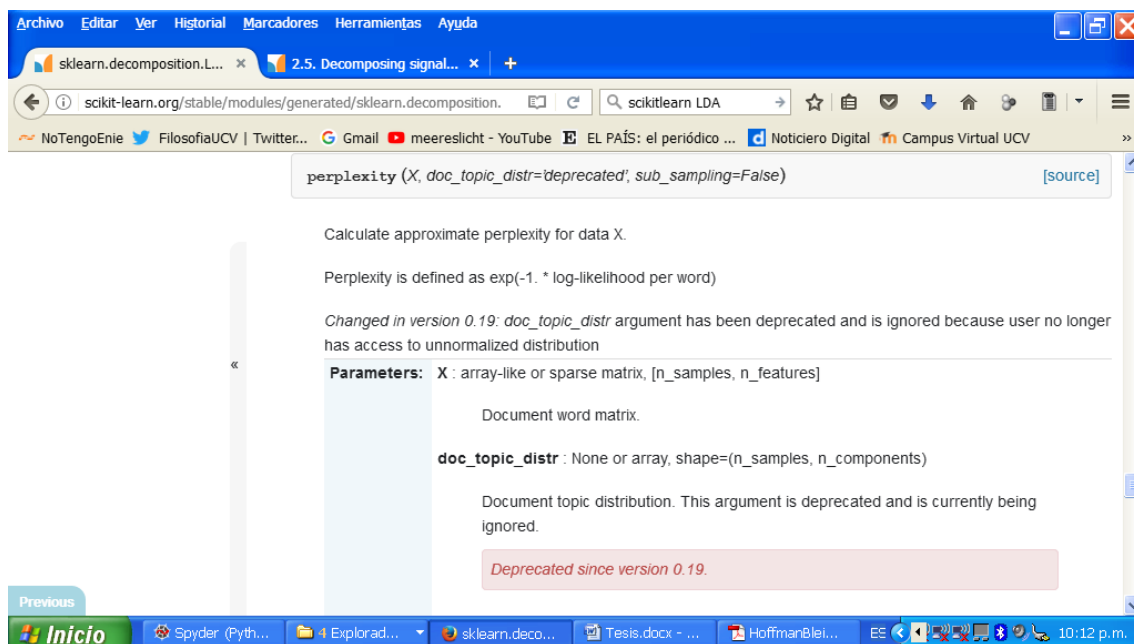 Archivo Editar Ver Historial Marcadores Herramientas Ayuda
sklearn.decomposition.L... × 2.5. Decomposing signal... × +
scikit-learn.org/stable/modules/generated/sklearn.decomposition. scikitlearn LDA
NoTengoEnie FilosofiaUCV | Twitter... Gmail meereslicht - YouTube EL PAÍS: el periódico ... Noticiero Digital Campus Virtual UCV »
perplexity (X, doc_topic_distr='deprecated', sub_sampling=False) [source]
Calculate approximate perplexity for data X.
Perplexity is defined as exp(-1. * log-likelihood per word)
Changed in version 0.19: doc_topic_distr argument has been deprecated and is ignored because user no longer
has access to unnormalized distribution
«
Parameters: X : array-like or sparse matrix, [n_samples, n_features]
Document word matrix.
doc_topic_distr : None or array, shape=(n_samples, n_components)
Document topic distribution. This argument is deprecated and is currently being
ignored.
Deprecated since version 0.19.
Previous
Inicio Spyder (Pyth... 4 Explorad... sklearn.deco... Tesis.docx - ... HoffmanBlei... ES 10:12 p.m.